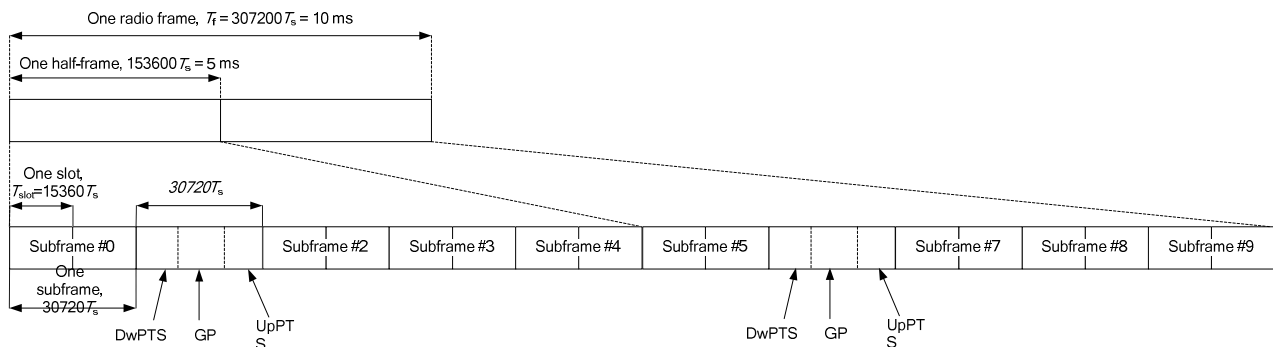 One radio frame, Tf = 307200Ts = 10 ms
One half-frame, 153600Ts = 5 ms
One slot,
Tslot=15360Ts
30720Ts
Subframe #0
Subframe #2
Subframe #3
Subframe #4
Subframe #5
Subframe #7
Subframe #8
Subframe #9
One
subframe,
30720Ts
DwPTS
GP
UpPT
S
DwPTS
GP
UpPT
S